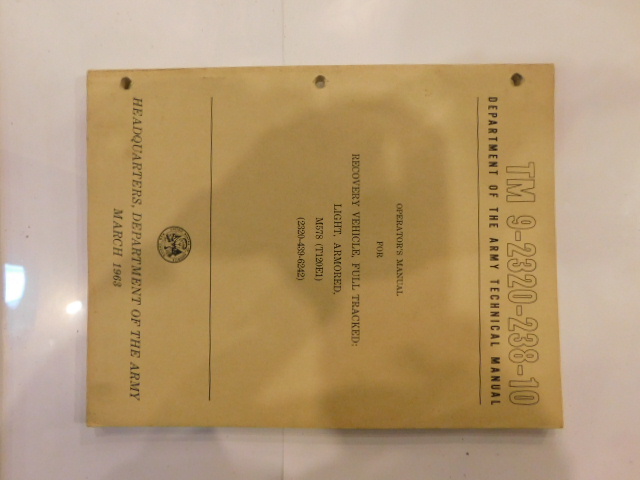 TM 9-2320-238-10
DEPARTMENT OF THE ARMY TECHNICAL MANUAL
OPERATOR'S MANUAL
FOR
RECOVERY VEHICLE, FULL TRACKED:
LIGHT, ARMORED,
M578 (T120E1)
(2320-439-6242)
HEADQUARTERS, DEPARTMENT OF THE ARMY
MARCH 1963